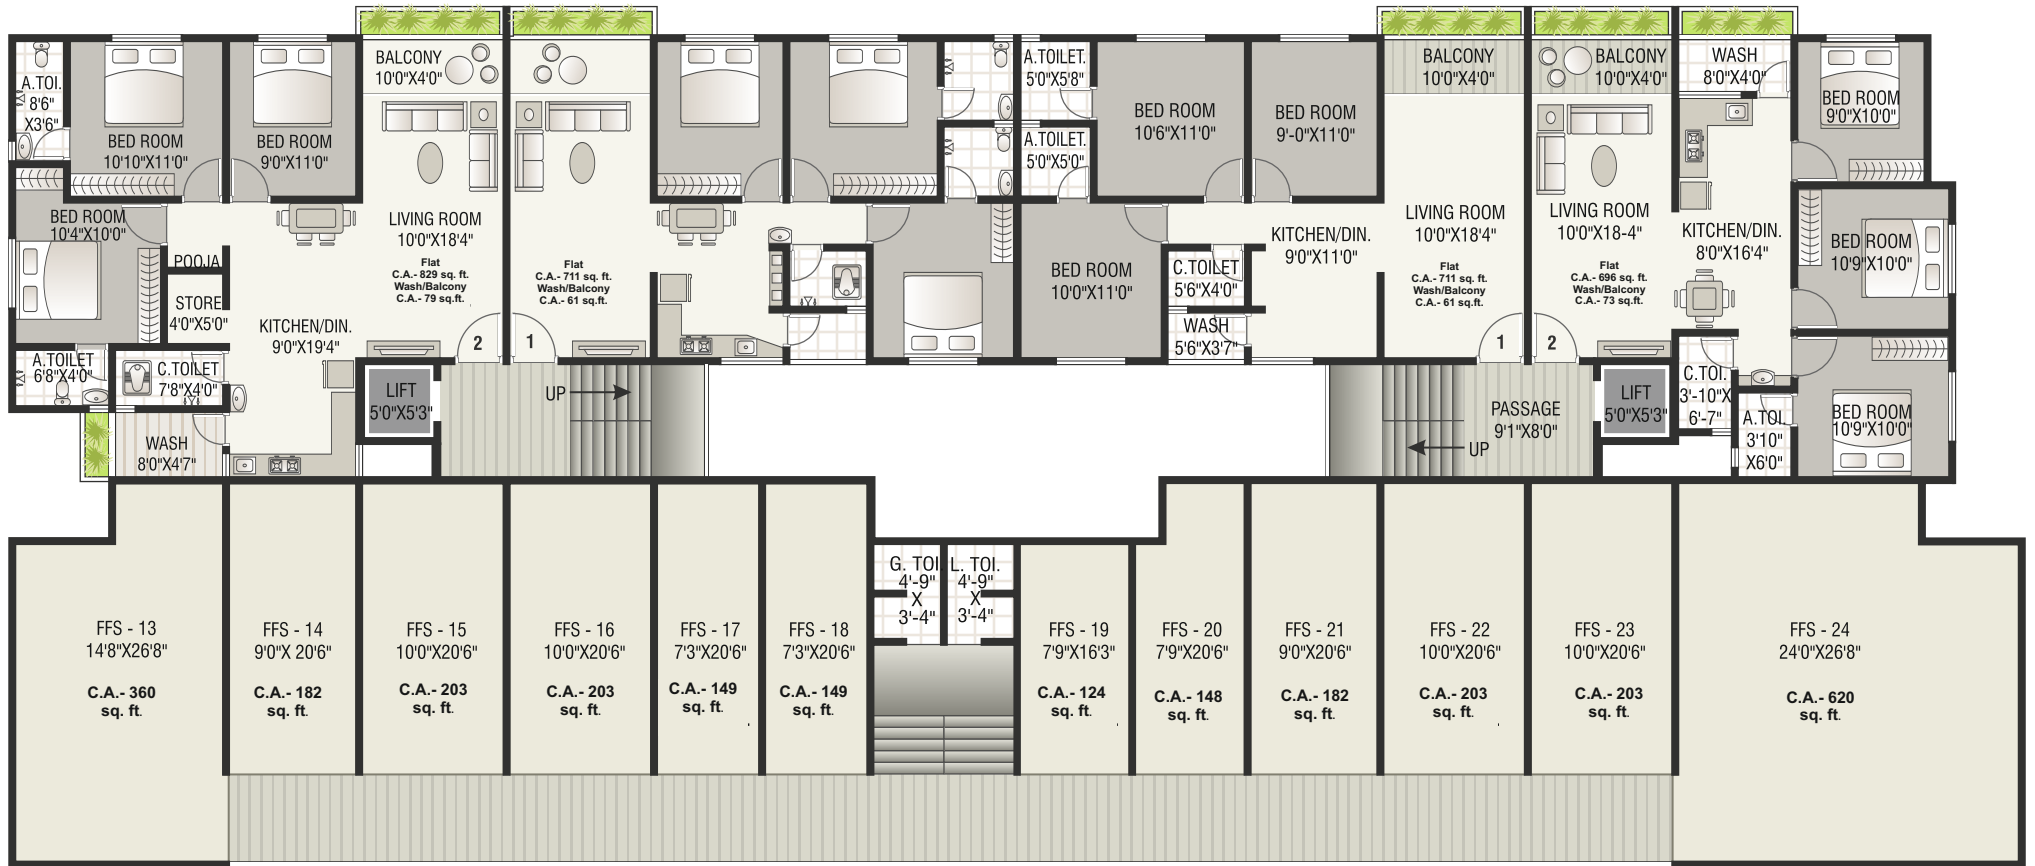 A.TOI.
8'6"
X3'6"
BED ROOM
10'10"X11'0"
BED ROOM
9'0"X11'0"
BALCONY
10'0"X4'0"
BED ROOM
10'4"X10'0"
POOJA
STORE
4'0"X5'0"
LIVING ROOM
10'0"X18'4"
Flat
C.A.- 829 sq. ft.
Wash/Balcony
C.A.- 79 sq.ft.
KITCHEN/DIN.
9'0"X19'4"
A.TOILET
6'8"X4'0"
C.TOILET
7'8"X4'0"
WASH
8'0"X4'7"
LIFT
5'0"X5'3"
2
1
UP
Flat
C.A.- 711 sq. ft.
Wash/Balcony
C.A.- 61 sq.ft.
A.TOILET.
5'0"X5'8"
A.TOILET.
5'0"X5'0"
BED ROOM
10'6"X11'0"
BED ROOM
9'-0"X11'0"
BED ROOM
10'0"X11'0"
C.TOILET
5'6"X4'0"
WASH
5'6"X3'7"
KITCHEN/DIN.
9'0"X11'0"
BALCONY
10'0"X4'0"
LIVING ROOM
10'0"X18'4"
Flat
C.A.- 711 sq. ft.
Wash/Balcony
C.A.- 61 sq.ft.
1
2
BALCONY
10'0"X4'0"
LIVING ROOM
10'0"X18-4"
Flat
C.A.- 696 sq. ft.
Wash/Balcony
C.A.- 73 sq.ft.
WASH
8'0"X4'0"
KITCHEN/DIN.
8'0"X16'4"
BED ROOM
9'0"X10'0"
BED ROOM
10'9"X10'0"
BED ROOM
10'9"X10'0"
C.TOI.
3'-10"X
6'-7"
A.TOI.
3'10"
X6'0"
LIFT
5'0"X5'3"
PASSAGE
9'1"X8'0"
UP
FFS - 13
14'8"X26'8"
C.A.- 360
sq. ft.
FFS - 14
9'0"X 20'6"
C.A.- 182
sq. ft.
FFS - 15
10'0"X20'6"
C.A.- 203
sq. ft.
FFS - 16
10'0"X20'6"
C.A.- 203
sq. ft.
FFS - 17
7'3"X20'6"
C.A.- 149
sq. ft.
FFS - 18
7'3"X20'6"
C.A.- 149
sq. ft.
G. TOI.
4'-9"
X
3'-4"
L. TOI.
4'-9"
X
3'-4"
FFS - 19
7'9"X16'3"
C.A.- 124
sq. ft.
FFS - 20
7'9"X20'6"
C.A.- 148
sq. ft.
FFS - 21
9'0"X20'6"
C.A.- 182
sq. ft.
FFS - 22
10'0"X20'6"
C.A.- 203
sq. ft.
FFS - 23
10'0"X20'6"
C.A.- 203
sq. ft.
FFS - 24
24'0"X26'8"
C.A.- 620
sq. ft.